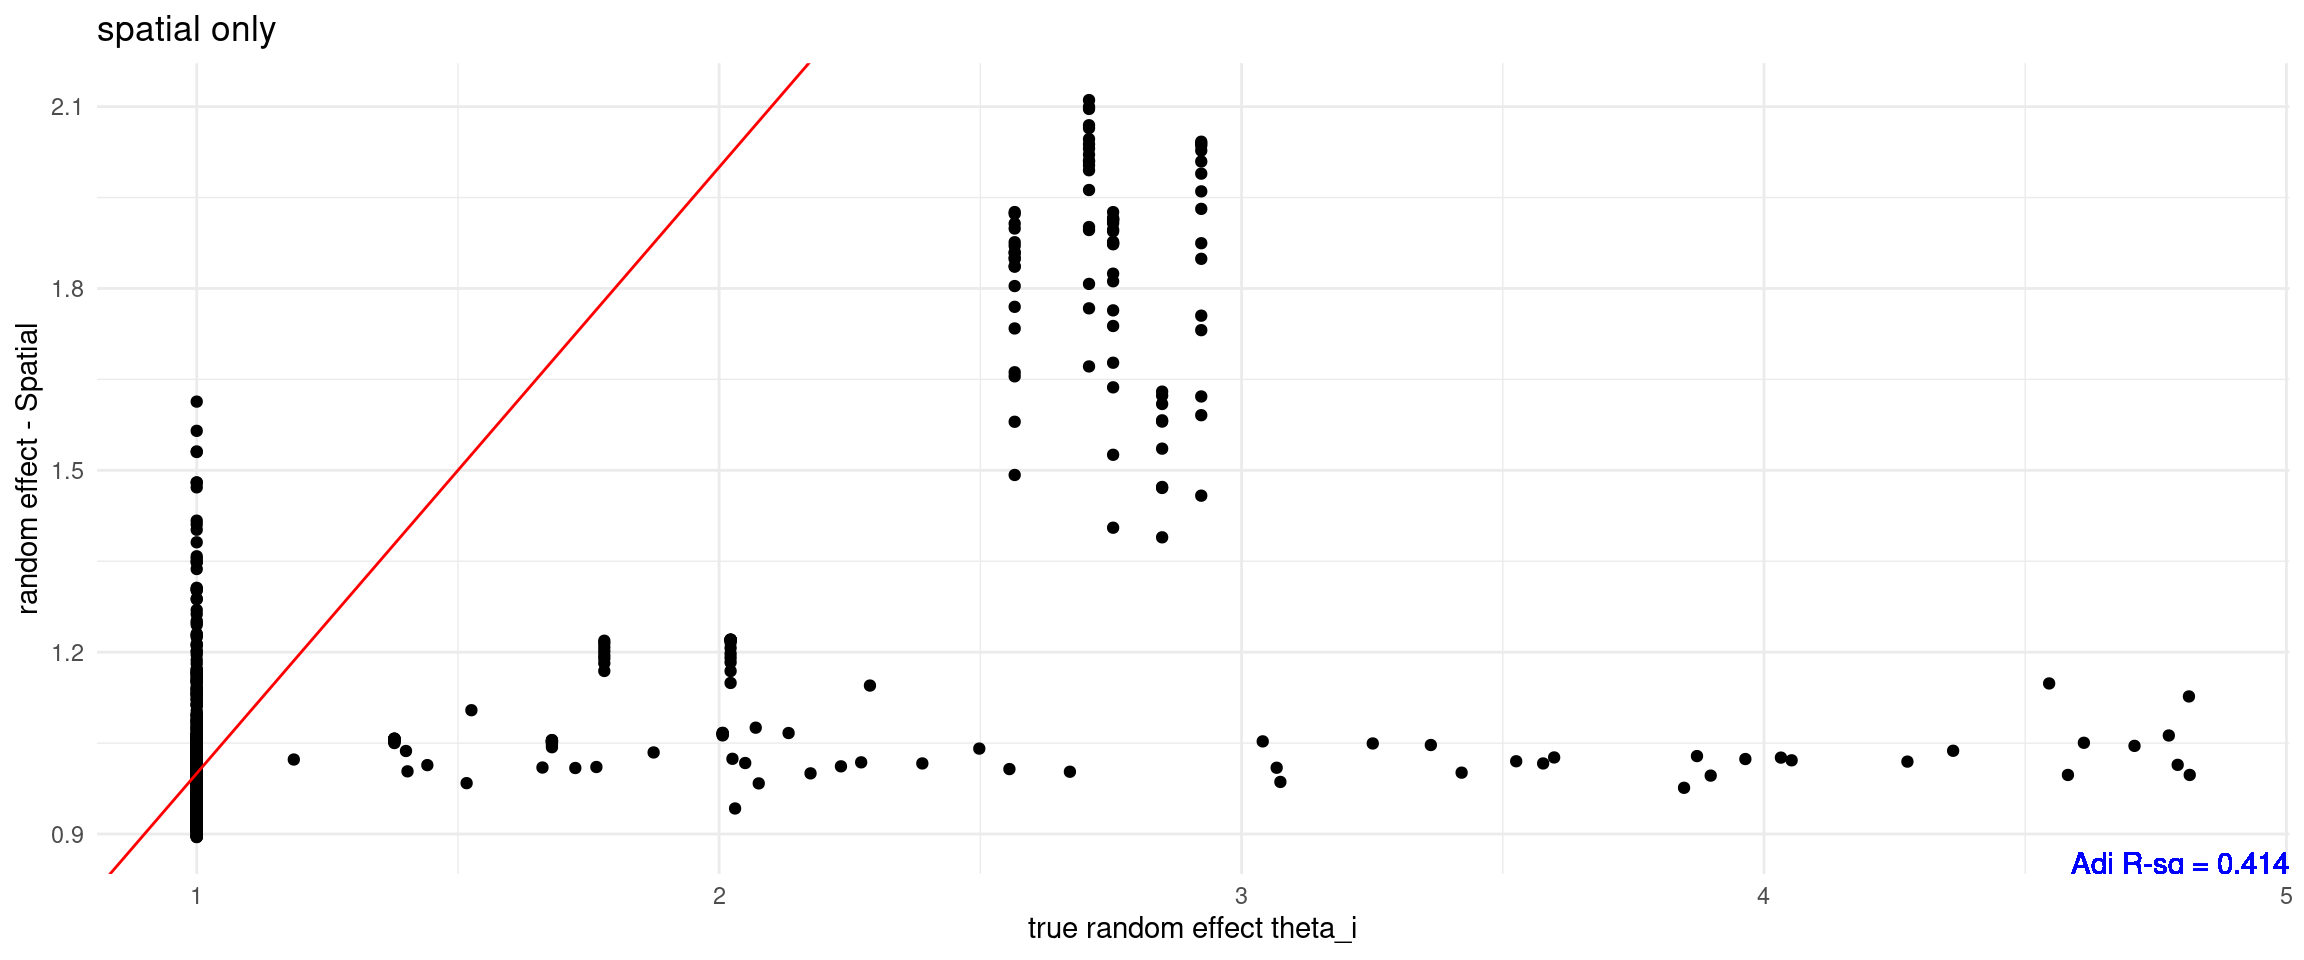 spatial only
random effect - Spatial
2.1
1.8
1.5
1.2
0.9
Adj R-sq = 0.414
1 2 3 4 5
true random effect theta_i